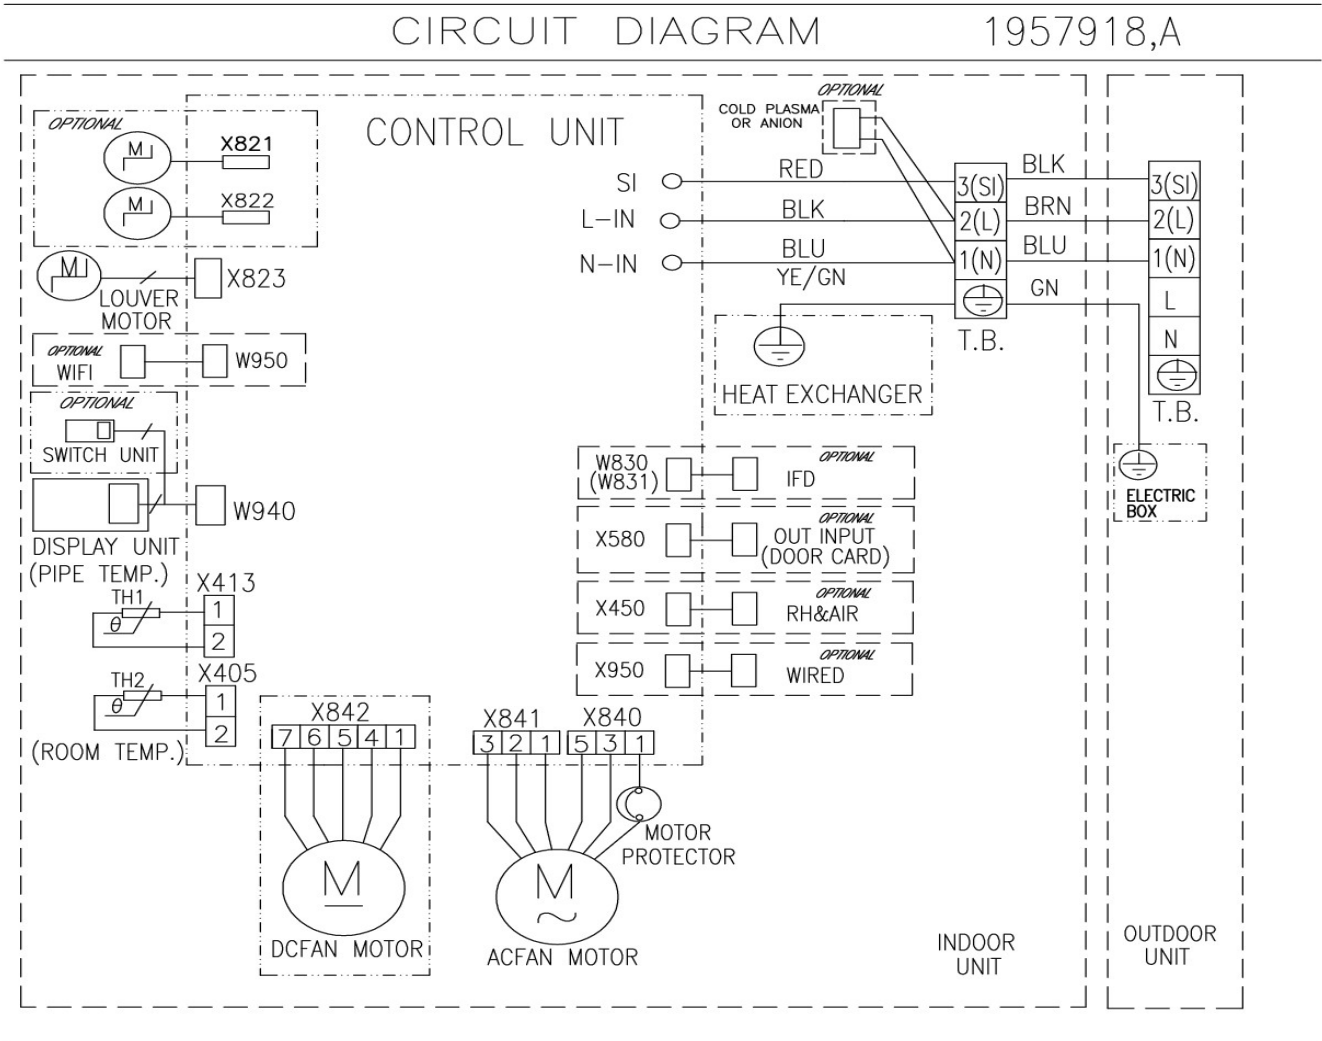 CIRCUIT DIAGRAM 1957918,A
OPTIONAL
M
X821
M
X822
M
X823
LOUVER
MOTOR
OPTIONAL
WIFI
W950
OPTIONAL
SWITCH UNIT
W940
DISPLAY UNIT
(PIPE TEMP.)
X413
TH1
θ
1
2
X405
TH2
θ
1
2
(ROOM TEMP.)
CONTROL UNIT
SI
L-IN
N-IN
RED
BLK
BLU
YE/GN
OPTIONAL
COLD PLASMA
OR ANION
3(SI)
2(L)
1(N)
T.B.
BLK
BRN
BLU
GN
3(SI)
2(L)
1(N)
L
N
T.B.
HEAT EXCHANGER
ELECTRIC
BOX
W830
(W831)
OPTIONAL
IFD
X580
OPTIONAL
OUT INPUT
(DOOR CARD)
X450
OPTIONAL
RH&AIR
X950
OPTIONAL
WIRED
X842
7 6 5 4 1
M
DCFAN MOTOR
X841
3 2 1
X840
5 3 1
MOTOR
PROTECTOR
M
~
ACFAN MOTOR
INDOOR
UNIT
OUTDOOR
UNIT